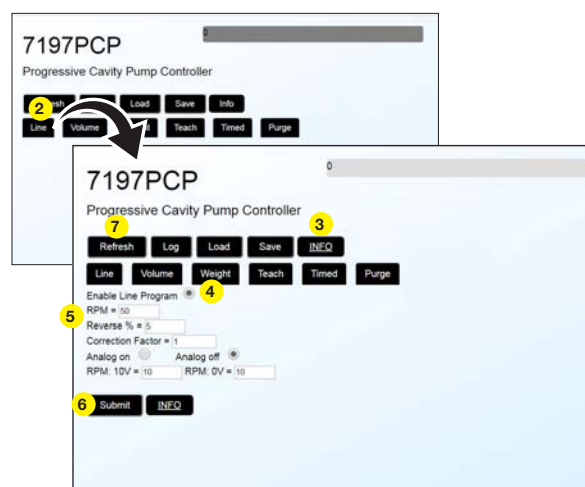 7197PCP
0
Progressive Cavity Pump Controller
2
Load Save Info
Line Volume Teach Timed Purge
7197PCP
0
Progressive Cavity Pump Controller
7
3
Refresh Log Load Save INFO
Line Volume Weight Teach Timed Purge
Enable Line Program 4
5 RPM = 50
Reverse % = 5
Correction Factor = 1
Analog on Analog off
RPM: 10V = 10 RPM: 0V = 10
6 Submit INFO